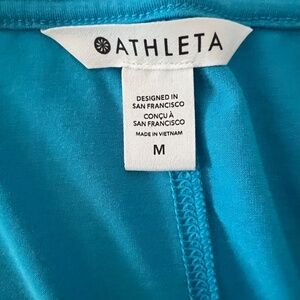 ATHLETA
DESIGNED IN
SAN FRANCISCO
CONÇU À
SAN FRANCISCO
MADE IN VIETNAM
M